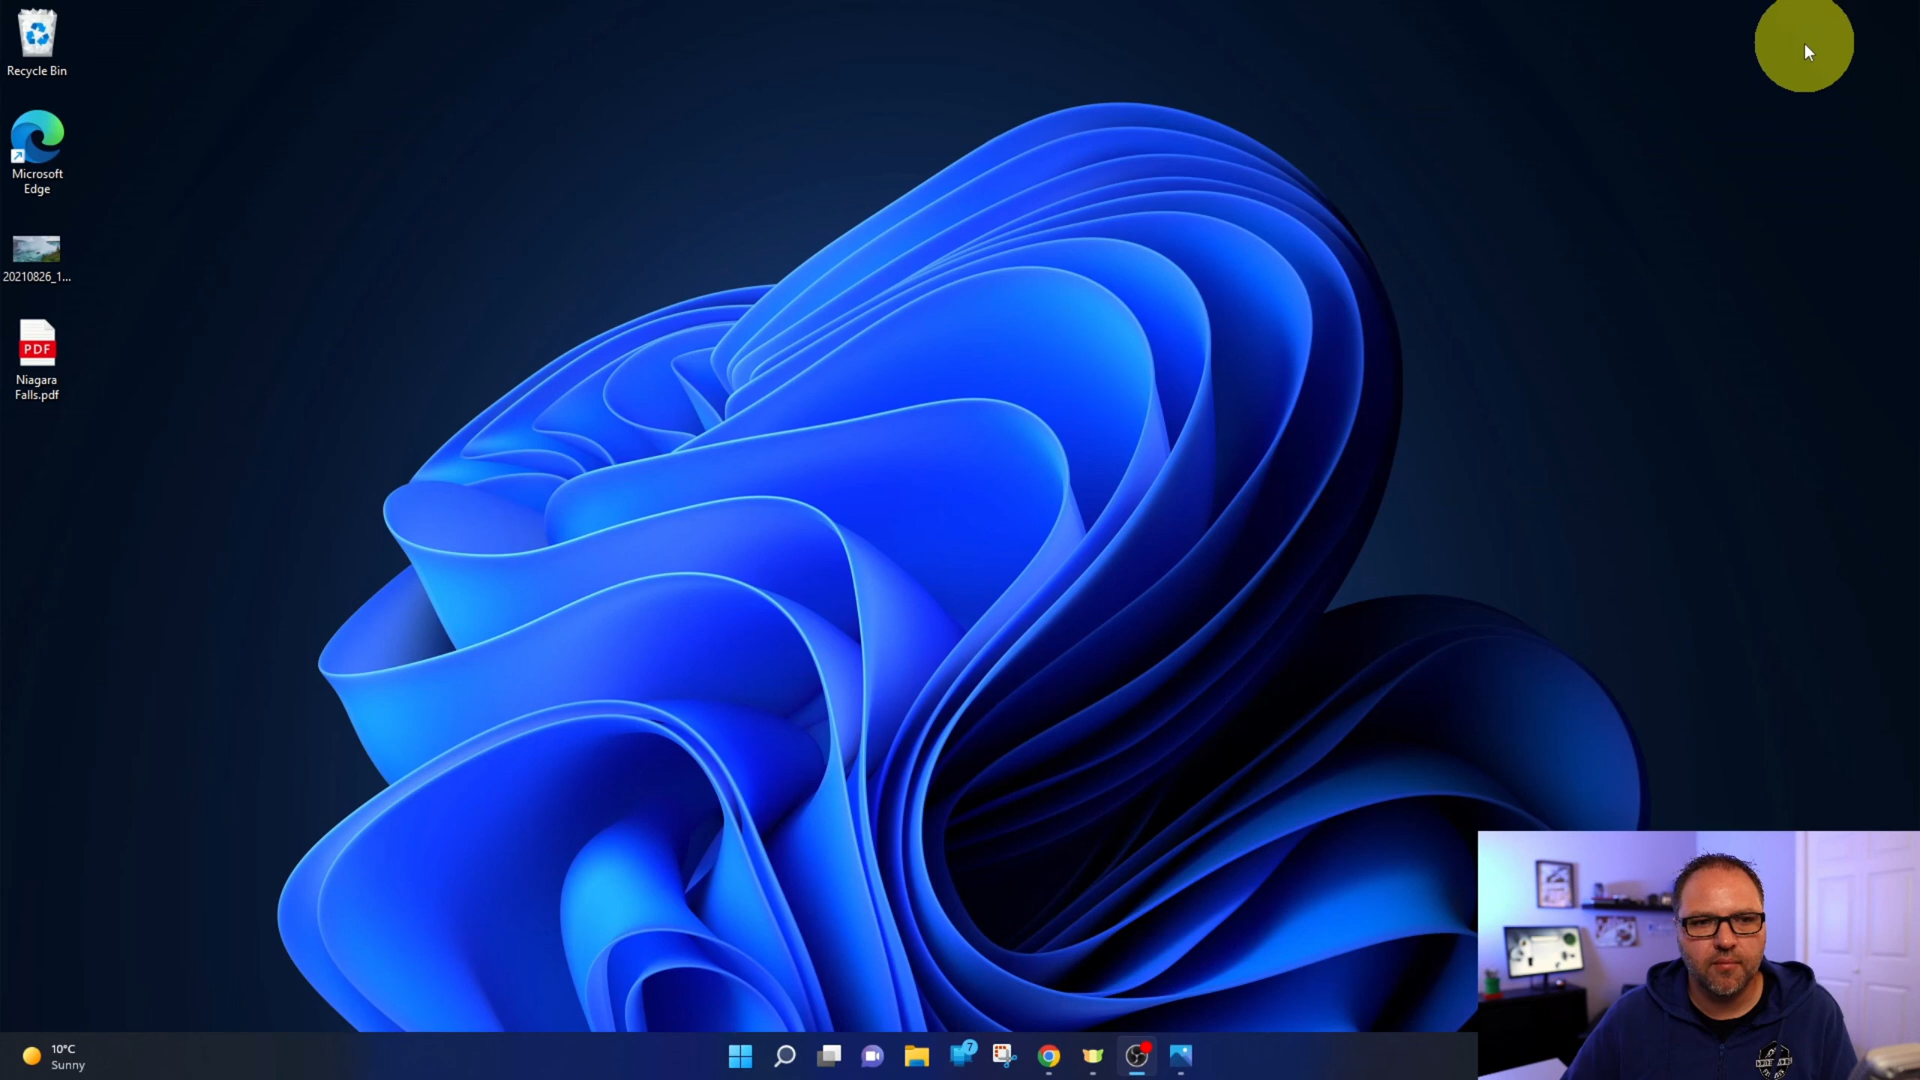 Recycle Bin
Microsoft
Edge
20210826_1...
PDF
Niagara
Falls.pdf
10°C
Sunny
7